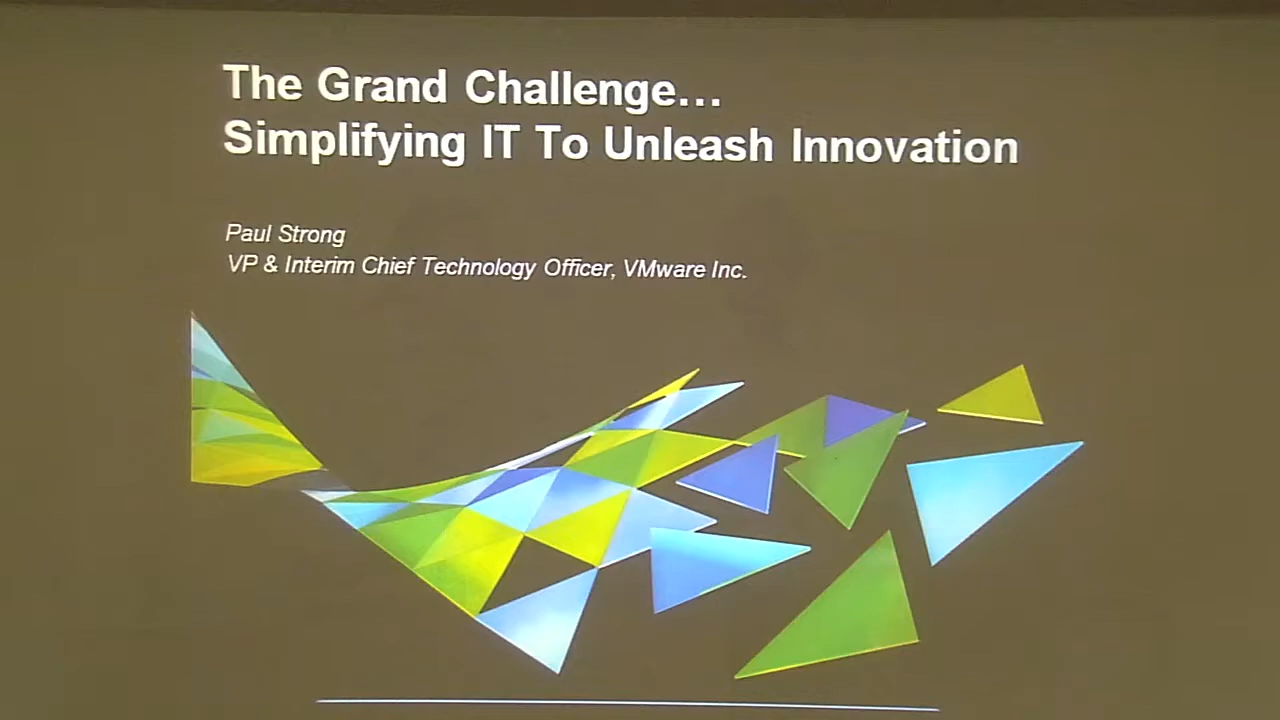 The Grand Challenge…
Simplifying IT To Unleash Innovation
Paul Strong
VP & Interim Chief Technology Officer, VMware Inc.